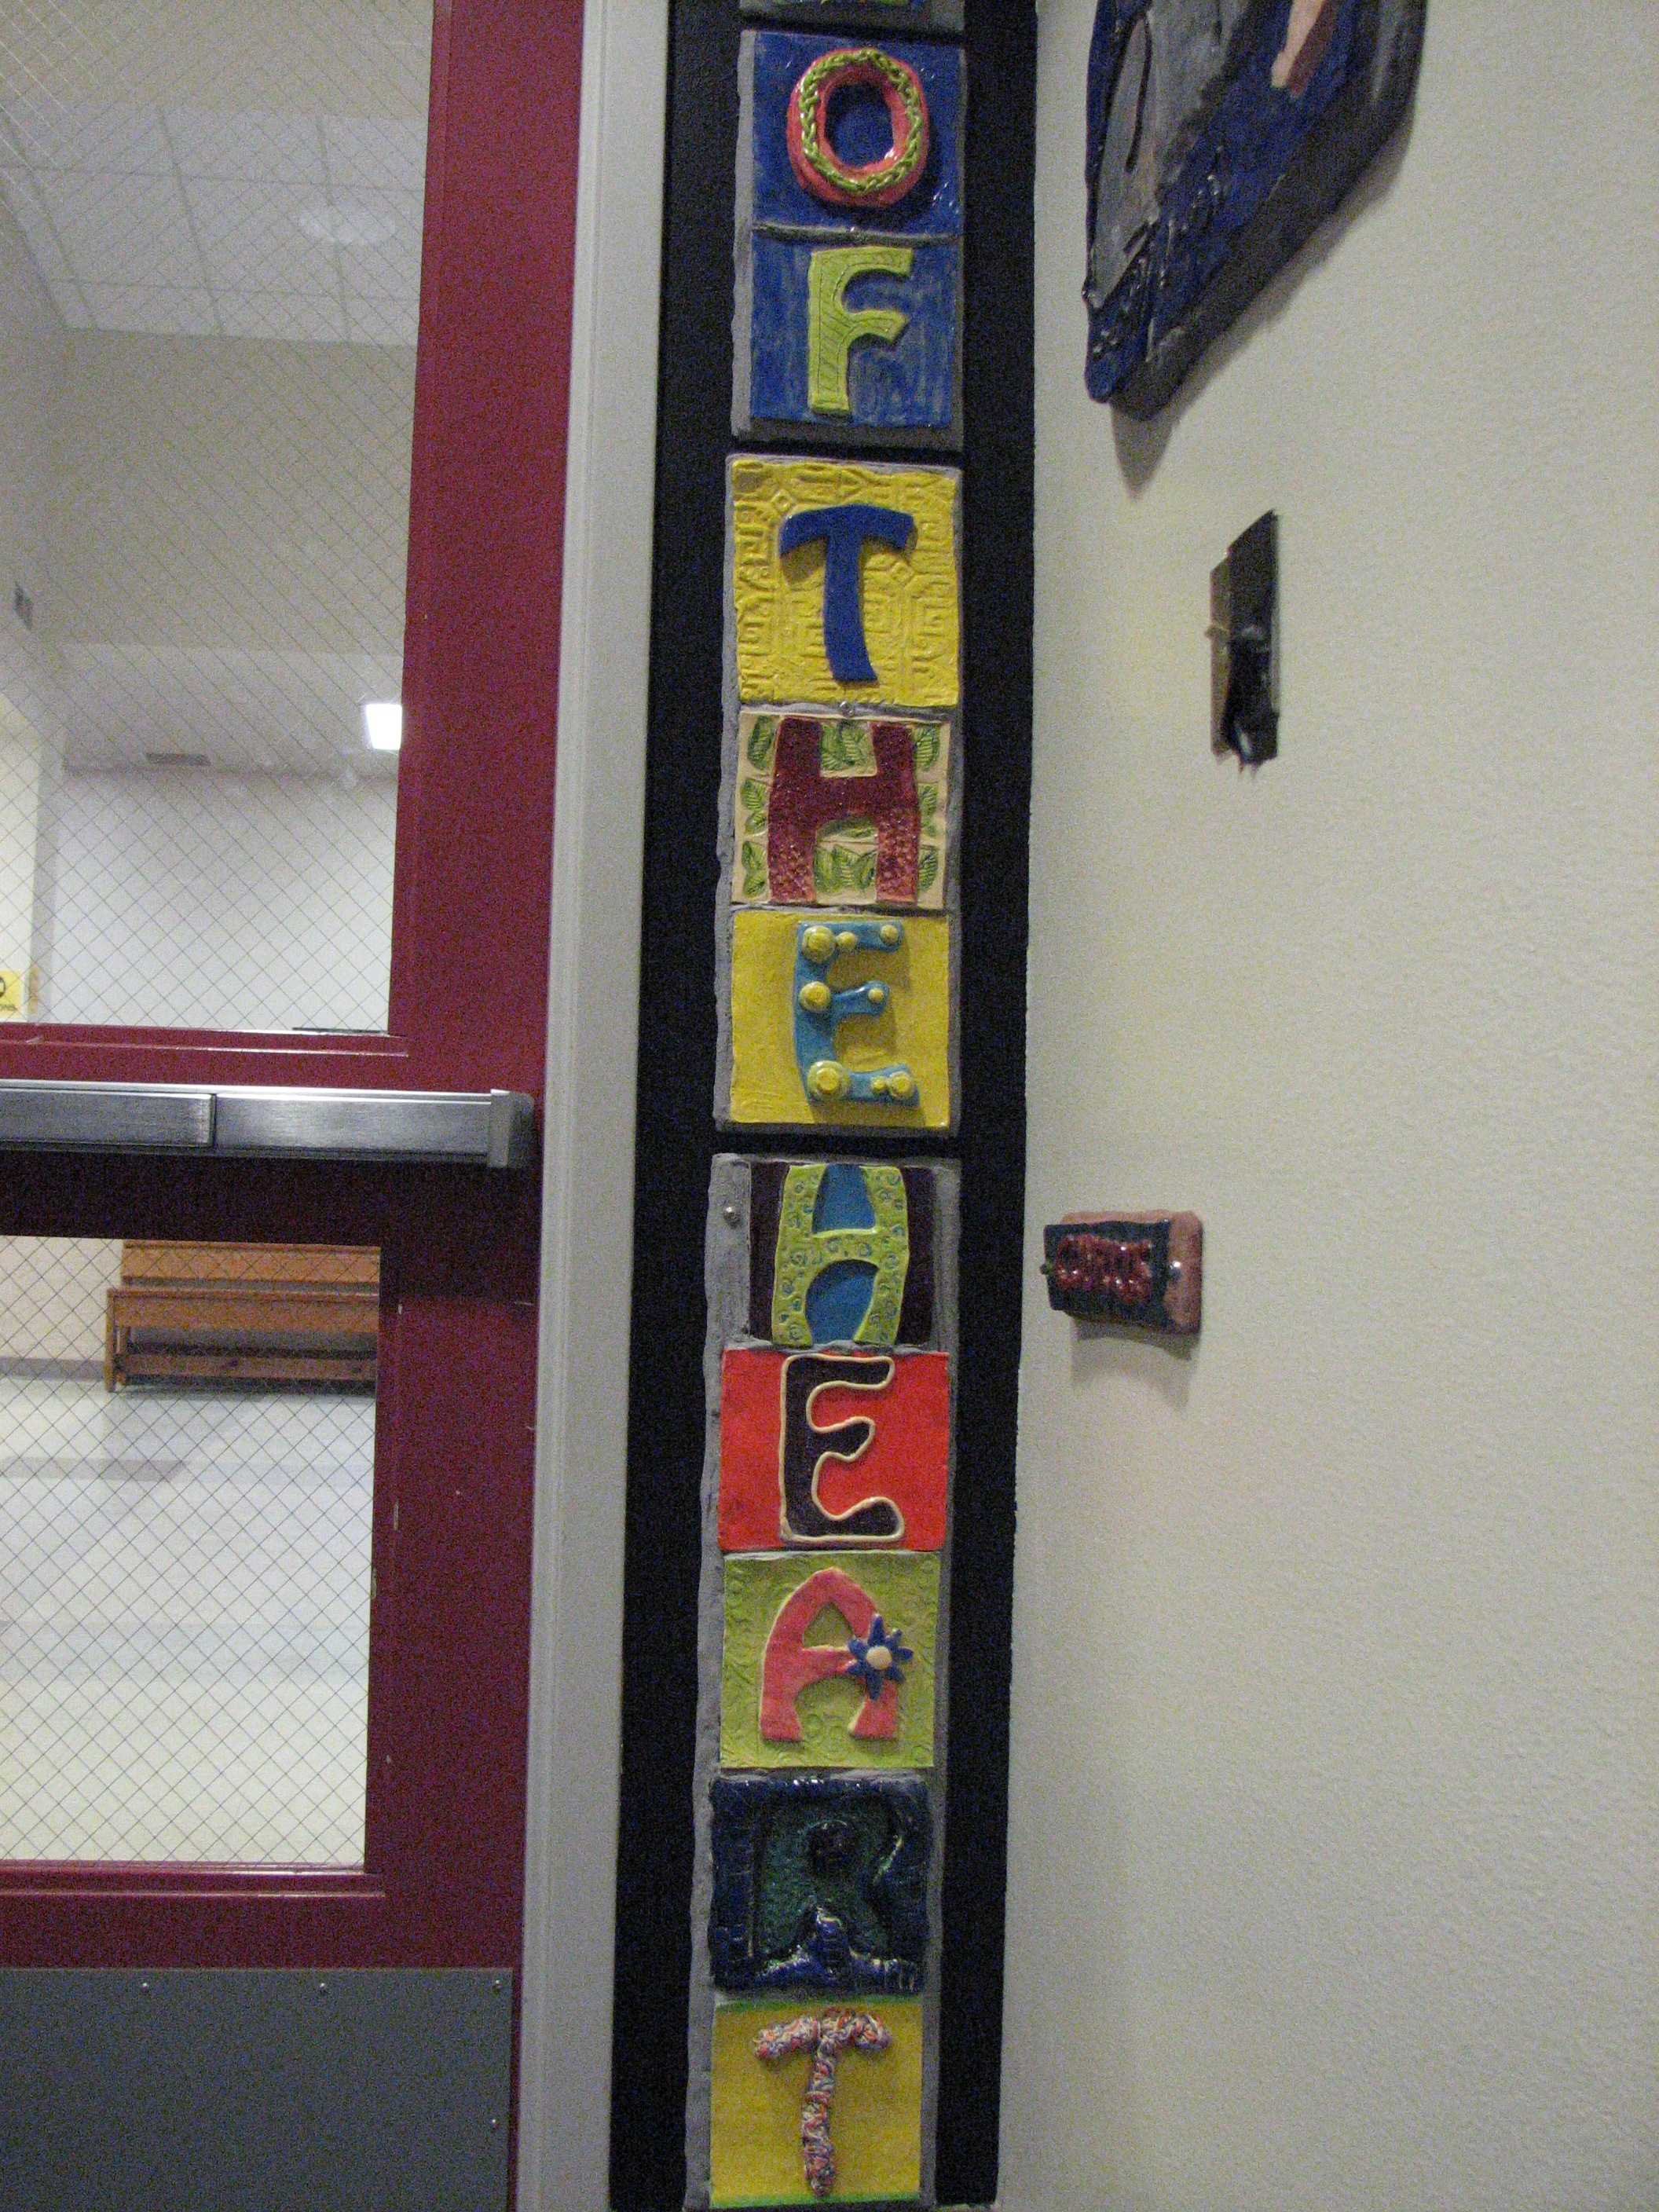 OF
THE
HEART